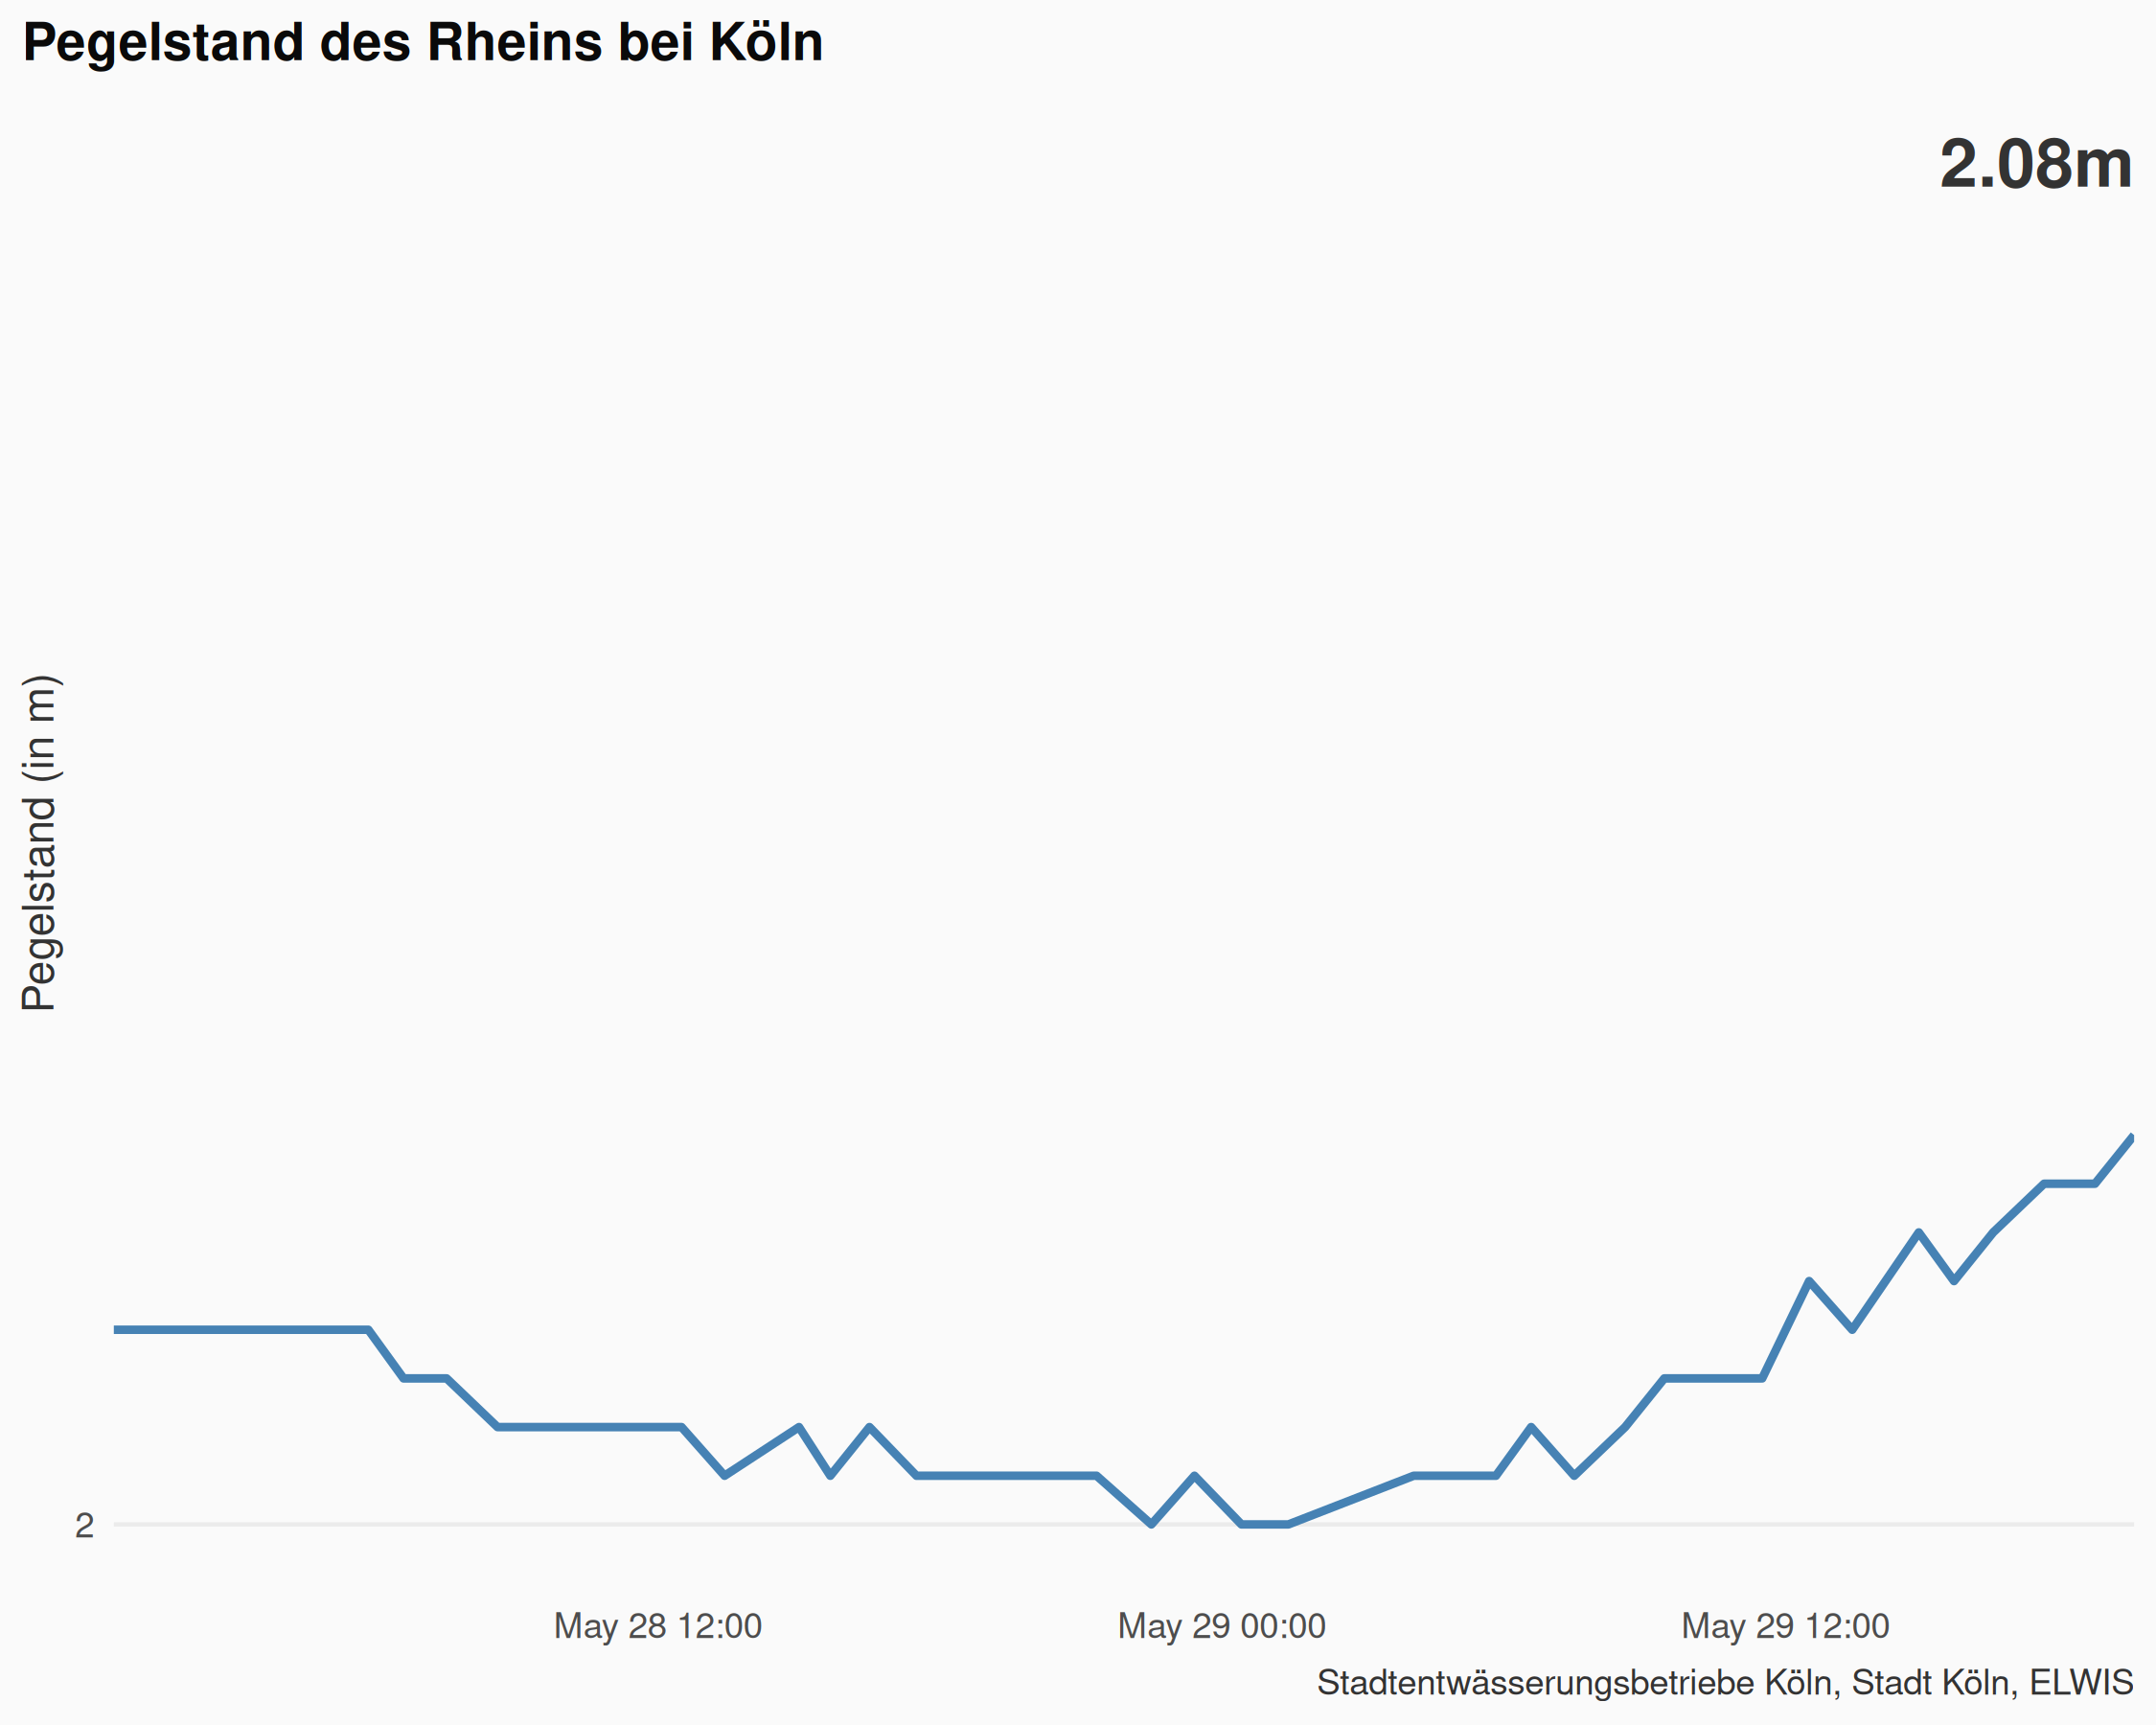 Pegelstand des Rheins bei Köln
2.08m
Pegelstand (in m)
2
May 28 12:00
May 29 00:00
May 29 12:00
Stadtentwässerungsbetriebe Köln, Stadt Köln, ELWIS